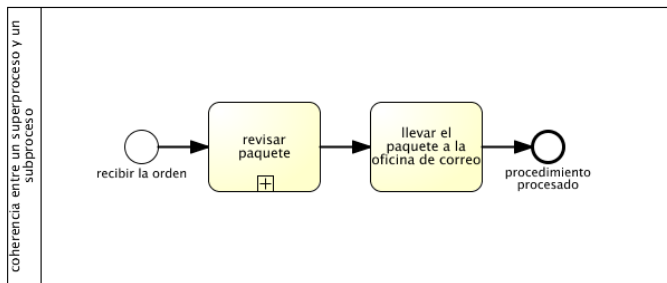 coherencia entre un superproceso y un
subproceso
recibir la orden
revisar
paquete
llevar el
paquete a la
oficina de correo
procedimiento
procesado